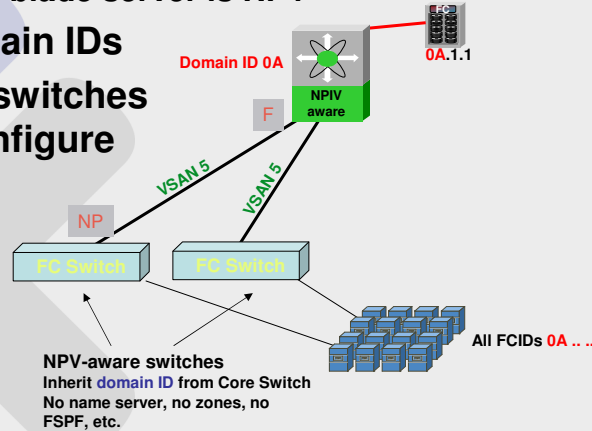 ain IDs
switches
nfigure
Domain ID 0A
FC
0A.1.1
NPIV
aware
F
VSAN 5
VSAN 5
NP
FC Switch
FC Switch
All FCIDs 0A .. ..
NPV-aware switches
Inherit domain ID from Core Switch
No name server, no zones, no
FSPF, etc.